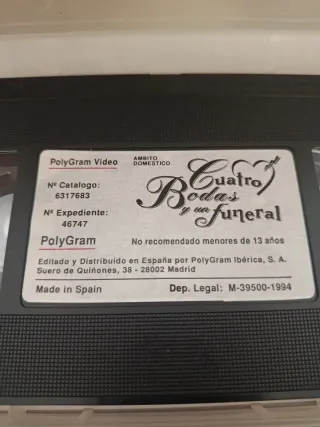 PolyGram Video
AMBITO
DOMESTICO
Cuatro
Bodas
y un
funeral
Nº Catalogo:
6317683
Nº Expediente:
46747
PolyGram
No recomendado menores de 13 años
Editado y Distribuido en España por PolyGram Ibérica, S. A.
Suero de Quiñones, 38 - 28002 Madrid
Made in Spain
Dep. Legal: M-39500-1994